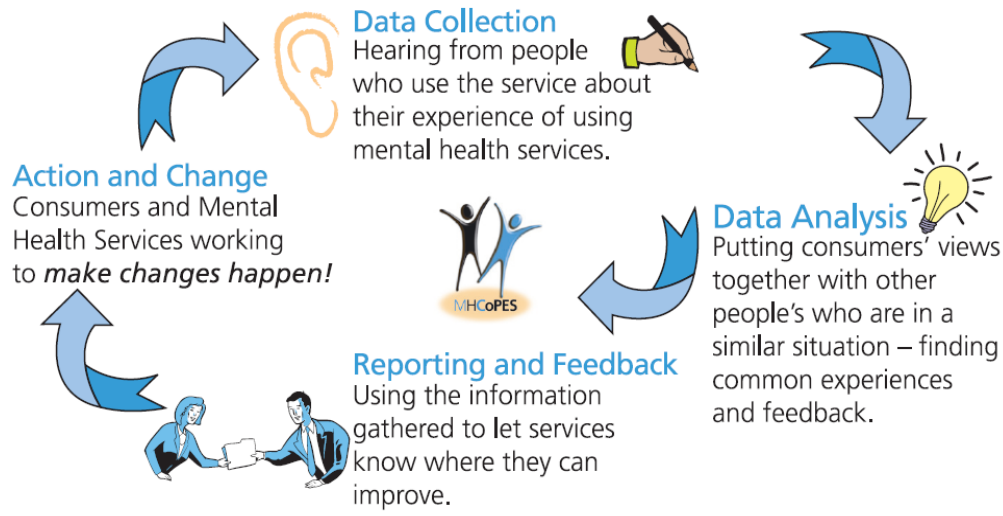 Data Collection
Hearing from people
who use the service about
their experience of using
mental health services.
Data Analysis
Putting consumers' views
together with other
people's who are in a
similar situation – finding
common experiences
and feedback.
Reporting and Feedback
Using the information
gathered to let services
know where they can
improve.
Action and Change
Consumers and Mental
Health Services working
to make changes happen!
MHCoPES